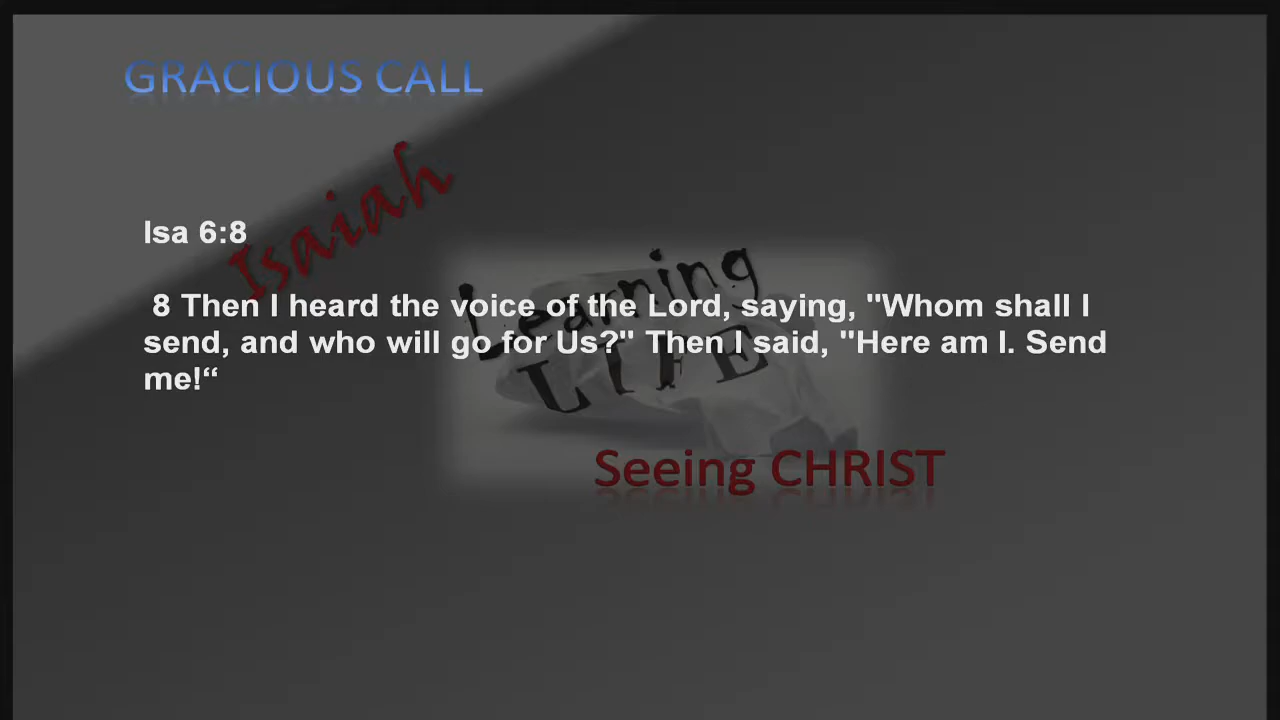 GRACIOUS CALL
Isaiah
Isa 6:8
8 Then I heard the voice of the Lord, saying, "Whom shall I
send, and who will go for Us?" Then I said, "Here am I. Send
me!“
Learning
LIFE
Seeing CHRIST